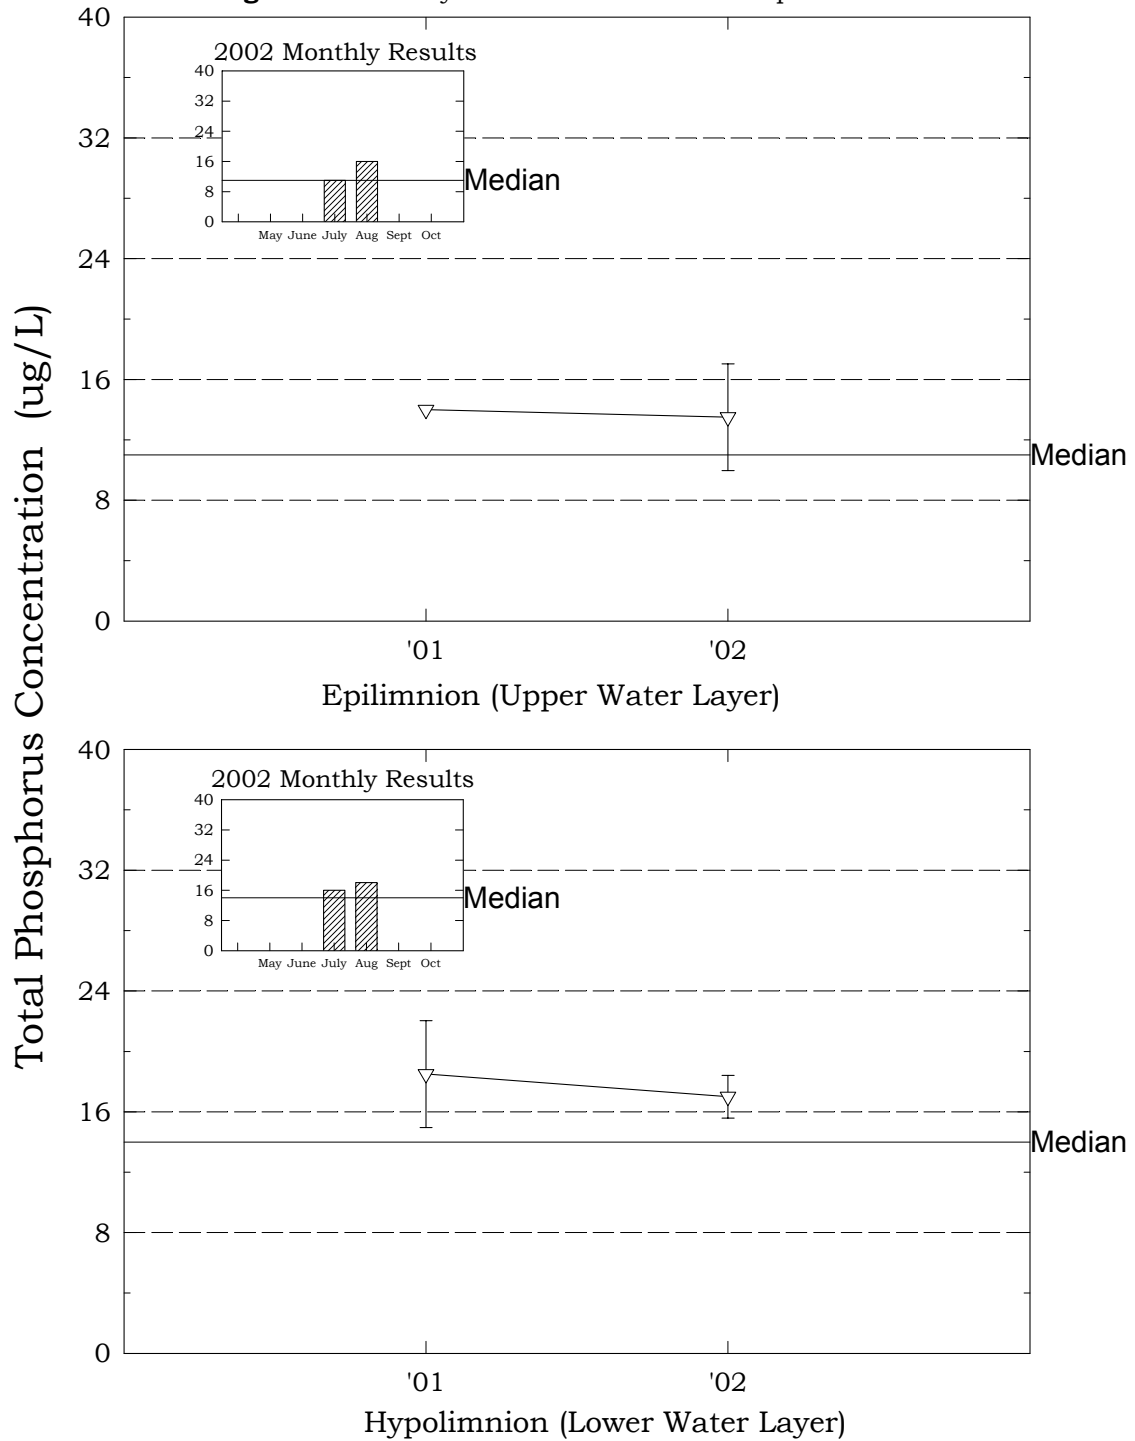 40
2002 Monthly Results
40
32
24
16
8
0
Median
May June July Aug Sept Oct
32
24
16
8
0
Median
'01 '02
Epilimnion (Upper Water Layer)
Total Phosphorus Concentration (ug/L)
40
2002 Monthly Results
40
32
24
16
8
0
Median
May June July Aug Sept Oct
32
24
16
8
0
Median
'01 '02
Hypolimnion (Lower Water Layer)